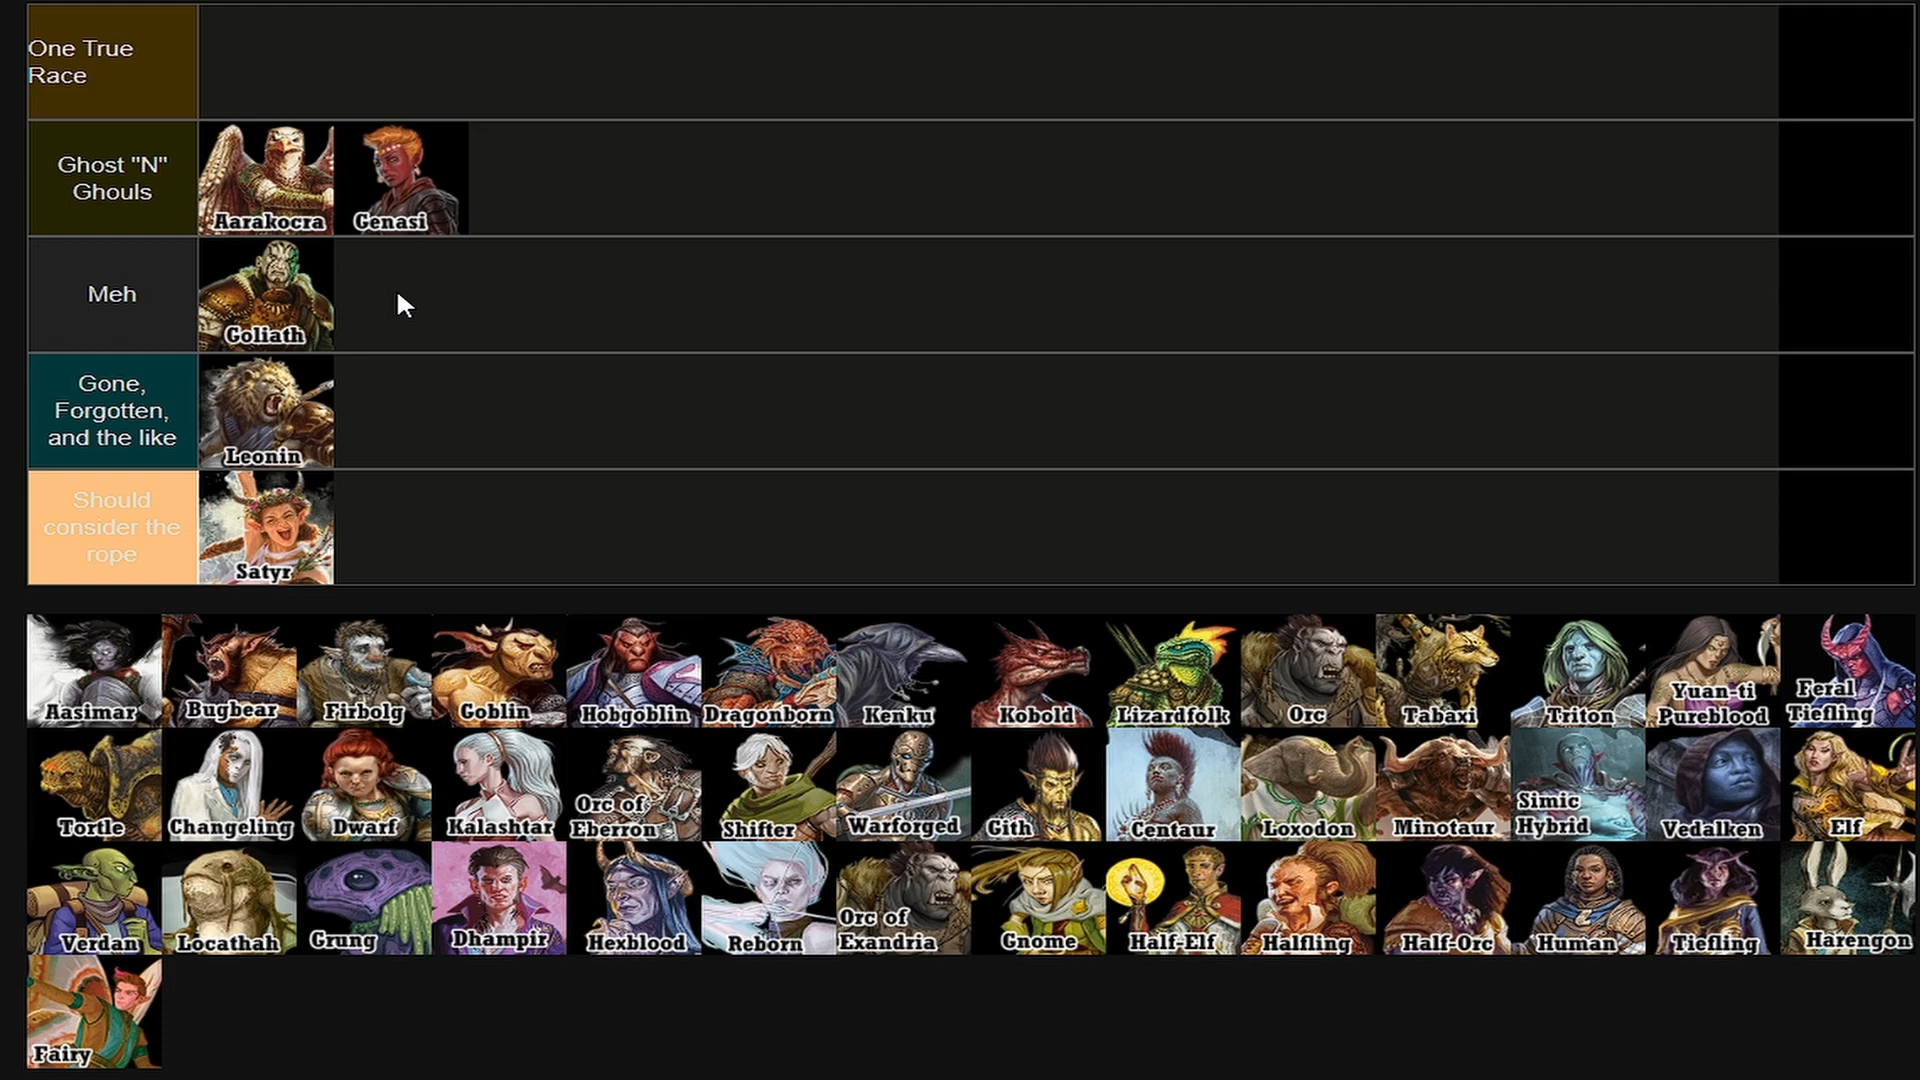 One True
Race
Ghost "N"
Ghouls
Aarakocra
Genasi
Meh
Goliath
Gone,
Forgotten,
and the like
Leonin
Should
consider the
rope
Satyr
Aasimar
Bugbear
Firbolg
Goblin
Hobgoblin
Dragonborn
Kenku
Kobold
Lizardfolk
Orc
Tabaxi
Triton
Yuan-ti
Pureblood
Feral
Tiefling
Tortle
Changeling
Dwarf
Kalashtar
Orc of
Eberron
Shifter
Warforged
Gith
Centaur
Loxodon
Minotaur
Simic
Hybrid
Vedalken
Elf
Verdan
Locathah
Grung
Dhampir
Hexblood
Reborn
Orc of
Exandria
Gnome
Half-Elf
Halfling
Half-Orc
Human
Tiefling
Harengon
Fairy